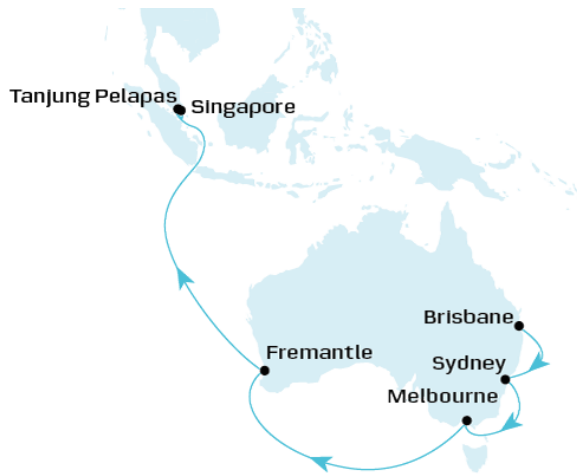 Tanjung Pelapas
Singapore
Brisbane
Fremantle
Sydney
Melbourne